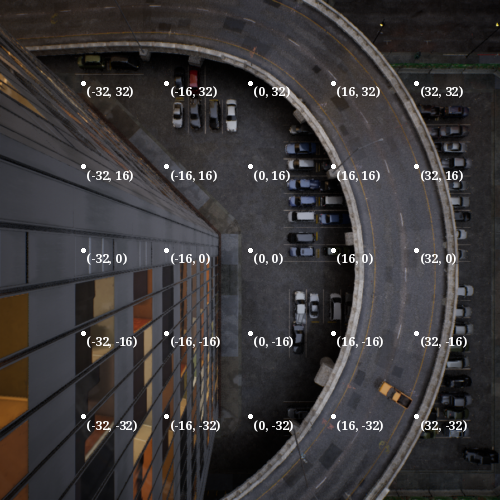 (-32, 32) (-16, 32) (0, 32) (16, 32) (32, 32)
(-32, 16) (-16, 16) (0, 16) (16, 16) (32, 16)
(-32, 0) (-16, 0) (0, 0) (16, 0) (32, 0)
(-32, -16) (-16, -16) (0, -16) (16, -16) (32, -16)
(-32, -32) (-16, -32) (0, -32) (16, -32) (32, -32)